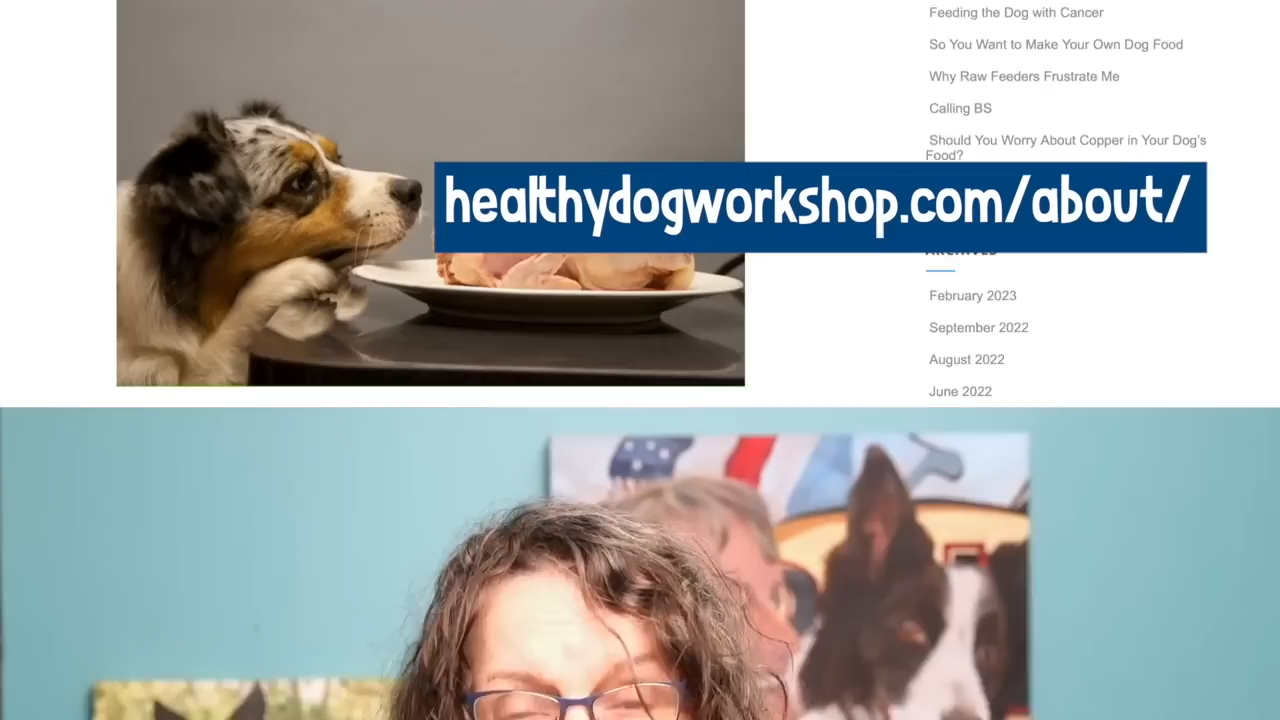 Feeding the Dog with Cancer
So You Want to Make Your Own Dog Food
Why Raw Feeders Frustrate Me
Calling BS
Should You Worry About Copper in Your Dog's
Food?
healthydogworkshop.com/about/
ARCHIVES
February 2023
September 2022
August 2022
June 2022